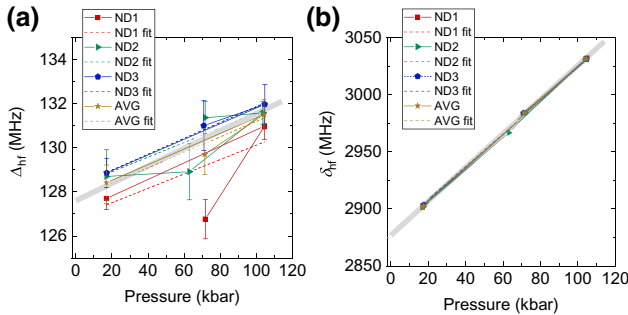 (a)
ND1
ND1 fit
ND2
ND2 fit
ND3
ND3 fit
AVG
AVG fit
Δhf (MHz)
134
132
130
128
126
0 20 40 60 80 100 120
Pressure (kbar)
(b)
ND1
ND1 fit
ND2
ND2 fit
ND3
ND3 fit
AVG
AVG fit
δhf (MHz)
3050
3000
2950
2900
2850
0 20 40 60 80 100 120
Pressure (kbar)